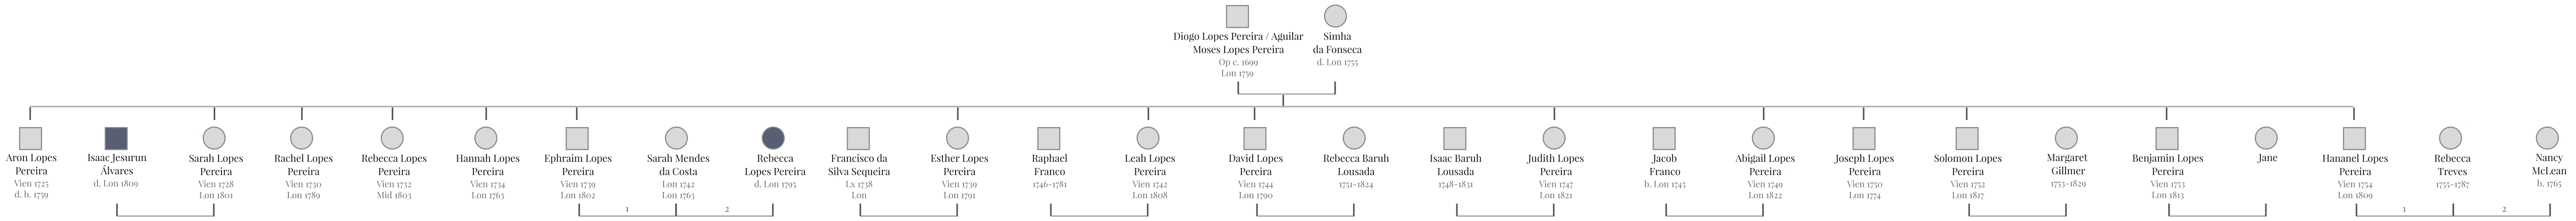 Diogo Lopes Pereira / Aguilar
Moses Lopes Pereira
Op c. 1699
Lon 1759
Simha
da Fonseca
d. Lon 1755
Aron Lopes
Pereira
Vien 1725
d. b. 1759
Isaac Jesurun
Álvares
d. Lon 1809
Sarah Lopes
Pereira
Vien 1728
Lon 1801
Rachel Lopes
Pereira
Vien 1730
Lon 1789
Rebecca Lopes
Pereira
Vien 1732
Mid 1803
Hannah Lopes
Pereira
Vien 1734
Lon 1763
Ephraim Lopes
Pereira
Vien 1739
Lon 1802
Sarah Mendes
da Costa
Lon 1742
Lon 1763
Rebecca
Lopes Pereira
d. Lon 1795
Francisco da
Silva Sequeira
Lx 1738
Lon
Esther Lopes
Pereira
Vien 1739
Lon 1791
Raphael
Franco
1746-1781
Leah Lopes
Pereira
Vien 1742
Lon 1808
David Lopes
Pereira
Vien 1744
Lon 1790
Rebecca Baruh
Lousada
1751-1824
Isaac Baruh
Lousada
1748-1831
Judith Lopes
Pereira
Vien 1747
Lon 1821
Jacob
Franco
b. Lon 1745
Abigail Lopes
Pereira
Vien 1749
Lon 1822
Joseph Lopes
Pereira
Vien 1750
Lon 1774
Solomon Lopes
Pereira
Vien 1752
Lon 1817
Margaret
Gillmer
1753-1829
Benjamin Lopes
Pereira
Vien 1753
Lon 1813
Jane
Hananel Lopes
Pereira
Vien 1754
Lon 1809
Rebecca
Treves
1755-1787
Nancy
McLean
b. 1765
1
2
1
2